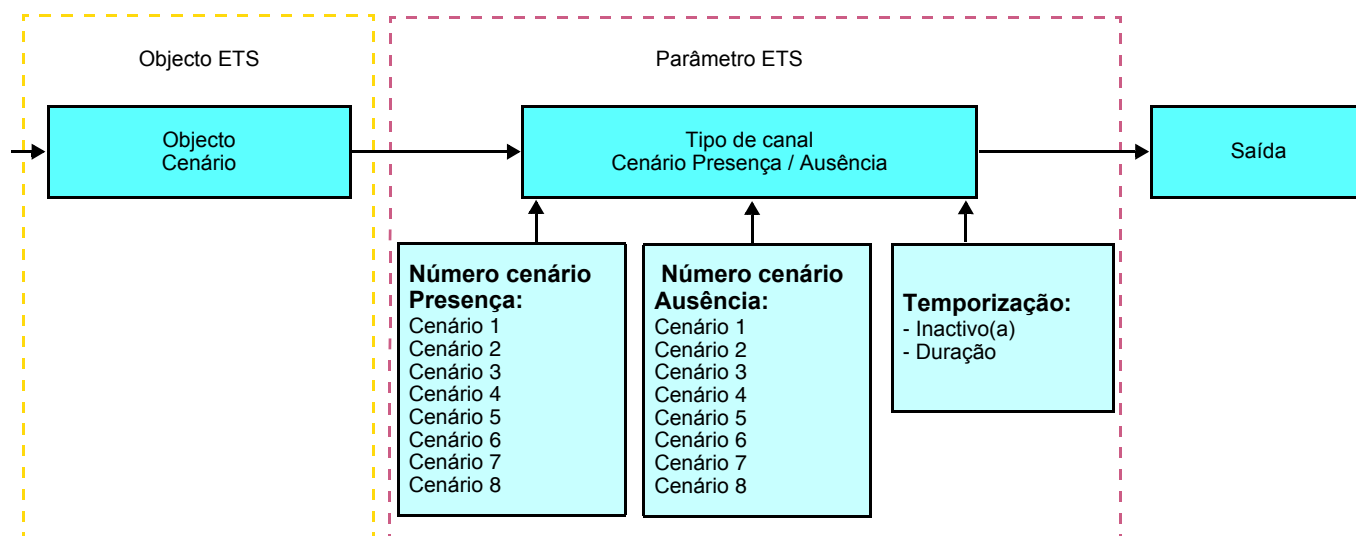 Objecto ETS
Parâmetro ETS
Objecto
Cenário
Tipo de canal
Cenário Presença / Ausência
Saída
Número cenário
Presença:
Cenário 1
Cenário 2
Cenário 3
Cenário 4
Cenário 5
Cenário 6
Cenário 7
Cenário 8
Número cenário
Ausência:
Cenário 1
Cenário 2
Cenário 3
Cenário 4
Cenário 5
Cenário 6
Cenário 7
Cenário 8
Temporização:
- Inactivo(a)
- Duração